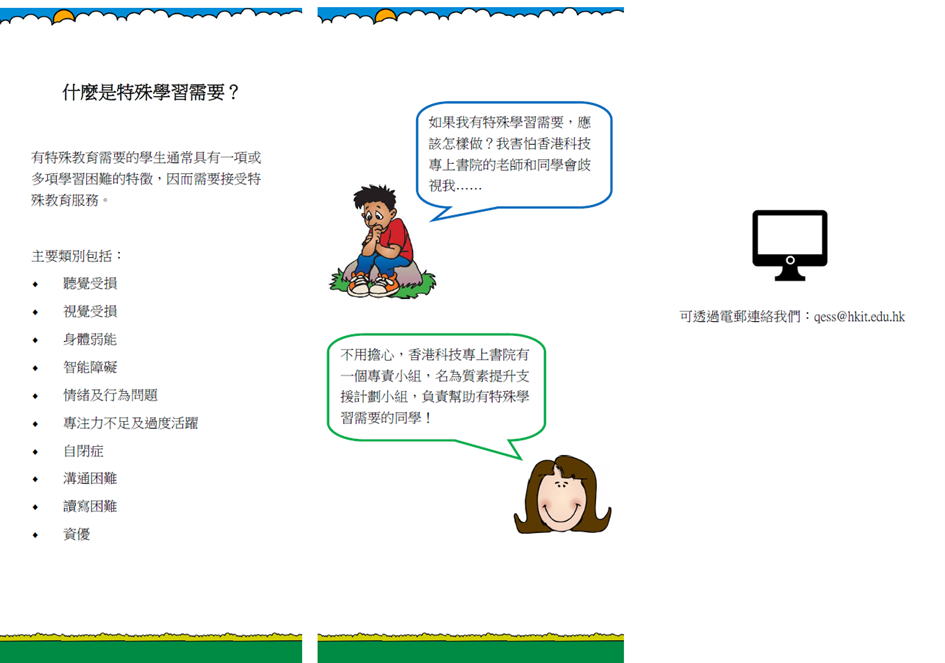 什麼是特殊學習需要？
有特殊教育需要的學生通常具有一項或
多項學習困難的特徵，因而需要接受特
殊教育服務。
主要類別包括：
聽覺受損
視覺受損
身體弱能
智能障礙
情緒及行為問題
專注力不足及過度活躍
自閉症
溝通困難
讀寫困難
資優
如果我有特殊學習需要，應
該怎樣做？我害怕香港科技
專上書院的老師和同學會歧
視我……
不用擔心，香港科技專上書院有
一個專責小組，名為質素提升支
援計劃小組，負責幫助有特殊學
習需要的同學！
可透過電郵連絡我們：qess@hkit.edu.hk